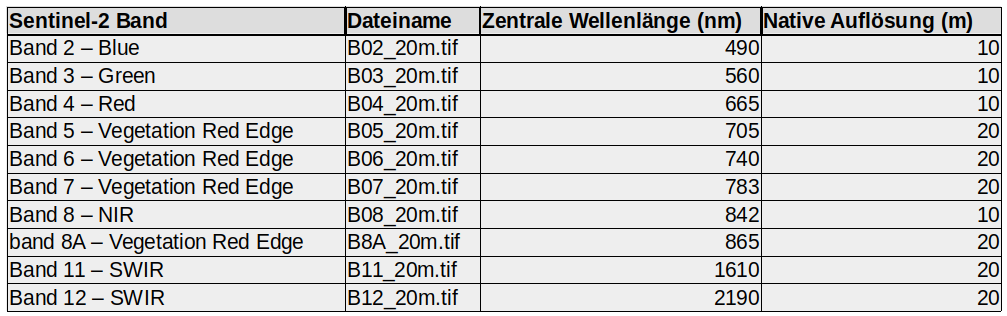 Sentinel-2 Band Dateiname Zentrale Wellenlänge (nm) Native Auflösung (m)
Band 2 – Blue B02_20m.tif 490 10
Band 3 – Green B03_20m.tif 560 10
Band 4 – Red B04_20m.tif 665 10
Band 5 – Vegetation Red Edge B05_20m.tif 705 20
Band 6 – Vegetation Red Edge B06_20m.tif 740 20
Band 7 – Vegetation Red Edge B07_20m.tif 783 20
Band 8 – NIR B08_20m.tif 842 10
band 8A – Vegetation Red Edge B8A_20m.tif 865 20
Band 11 – SWIR B11_20m.tif 1610 20
Band 12 – SWIR B12_20m.tif 2190 20